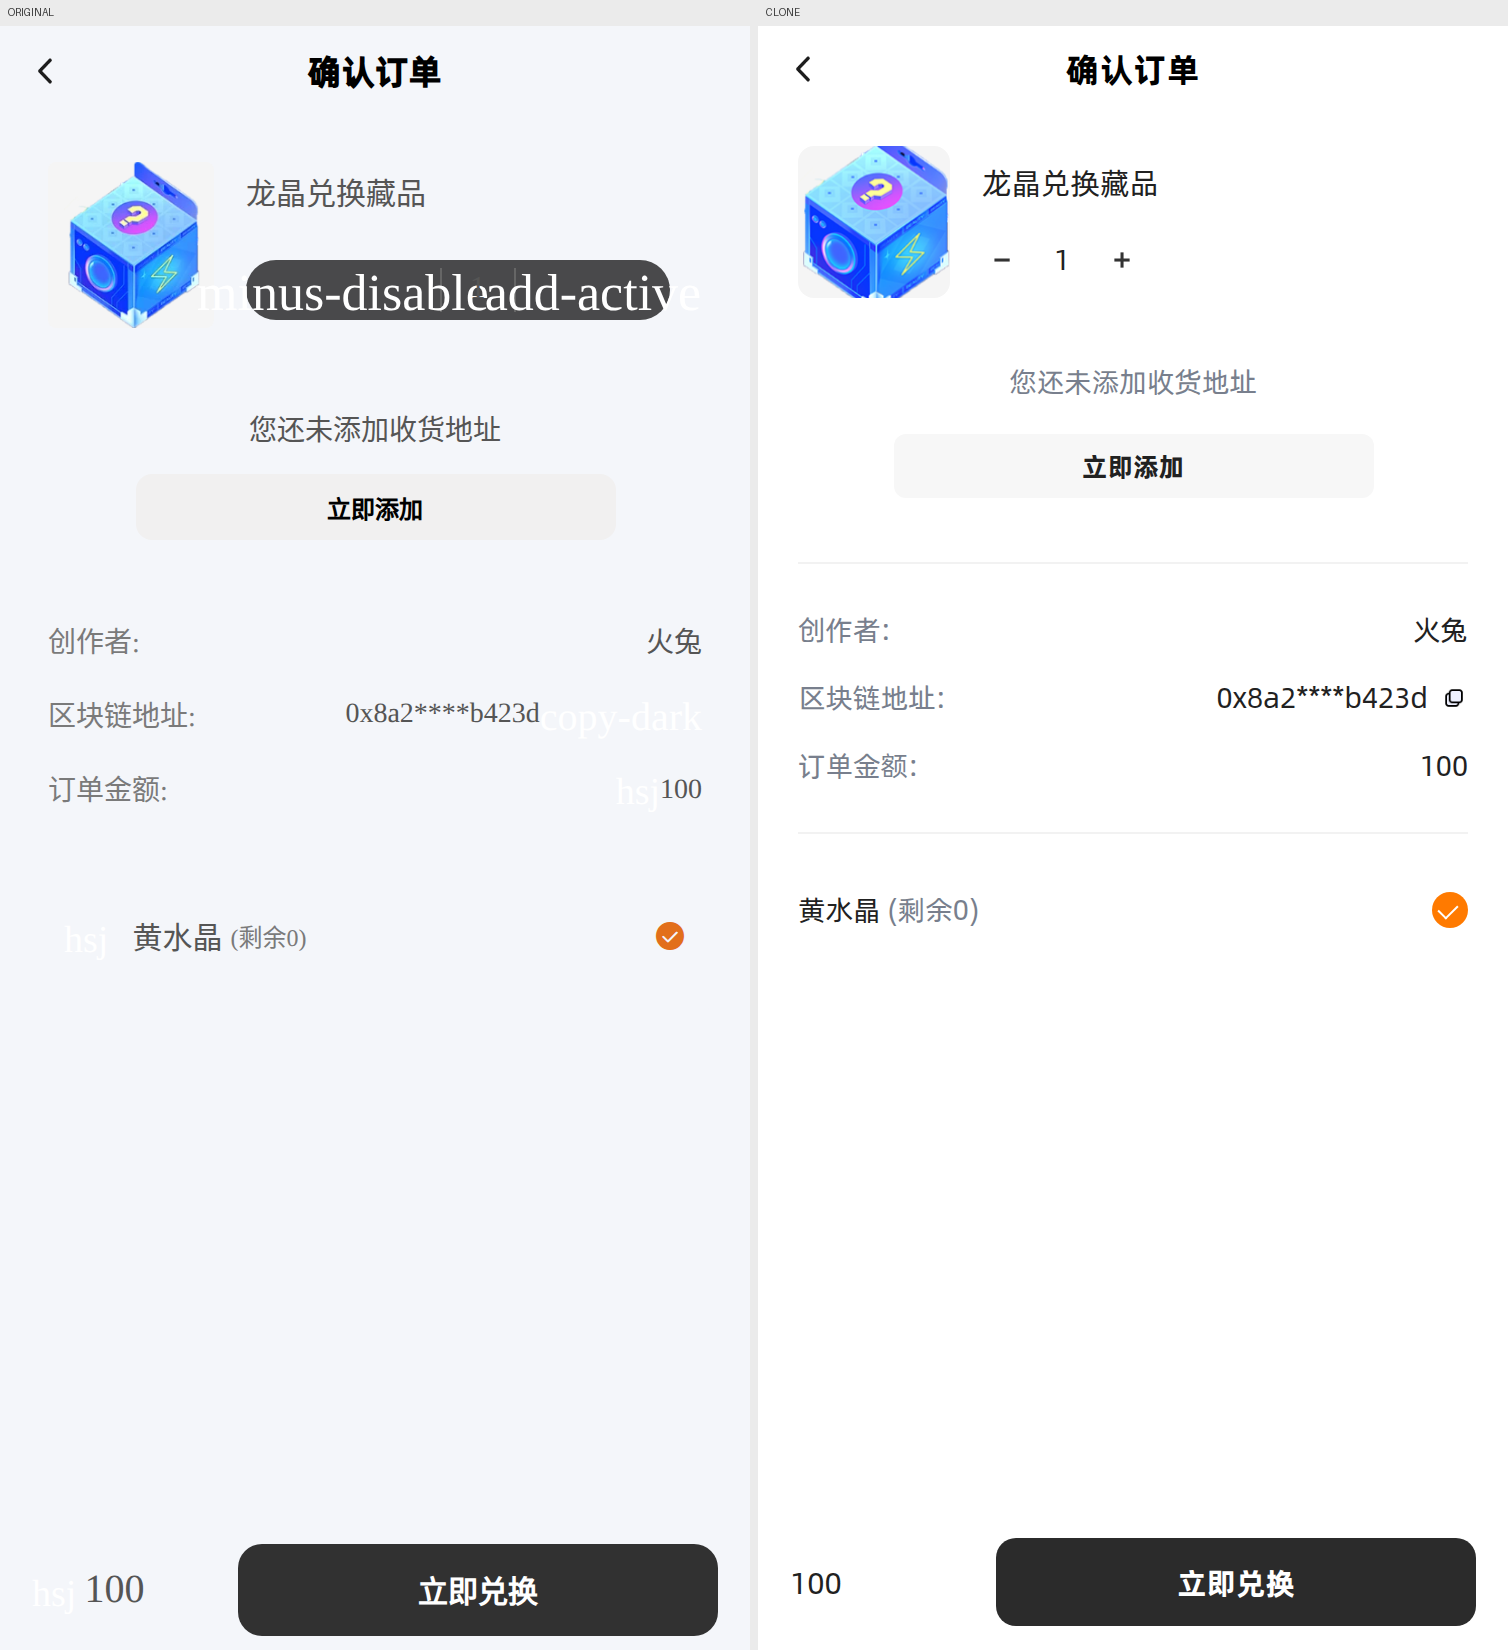 ORIGINAL
确认订单
龙晶兑换藏品
minus-disable
add-active
您还未添加收货地址
立即添加
创作者:
火兔
区块链地址:
0x8a2****b423d
copy-dark
订单金额:
hsj
100
hsj
黄水晶 (剩余0)
hsj
100
立即兑换
CLONE
确认订单
龙晶兑换藏品
1
您还未添加收货地址
立即添加
创作者:
火兔
区块链地址:
0x8a2****b423d
订单金额:
100
黄水晶 (剩余0)
100
立即兑换